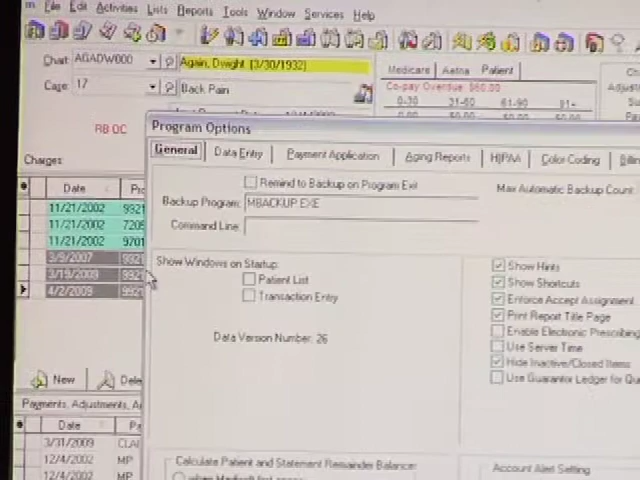 File Edit Activities Lists Reports Tools Window Services Help
Chart: AGADW000 Again, Dwight (3/30/1932)
Case: 17 Back Pain
Medicare Aetna Patient
Co-pay Overdue $60.00
0-30 31-60 61-90 91+
RB OC
Charges:
Date
11/21/2002
11/21/2002
11/21/2002
3/9/2007
3/19/2008
4/2/2009
New
Payments, Adjustments,
Date
3/31/2009
12/4/2002 MP
12/4/2002 MP
Program Options
General Data Entry Payment Application Aging Reports HIPAA Color Coding
Remind to Backup on Program Exit
Backup Program: MBACKUP.EXE
Command Line:
Max Automatic Backup Count
Show Windows on Startup:
Patient List
Transaction Entry
Data Version Number: 26
Show Hints
Show Shortcuts
Enforce Accept Assignment
Print Report Title Page
Enable Electronic Prescribing
Use Server Time
Hide Inactive/Closed Items
Use Guarantor Ledger for
Calculate Patient and Statement Remainder Balance:
Account Alert Setting